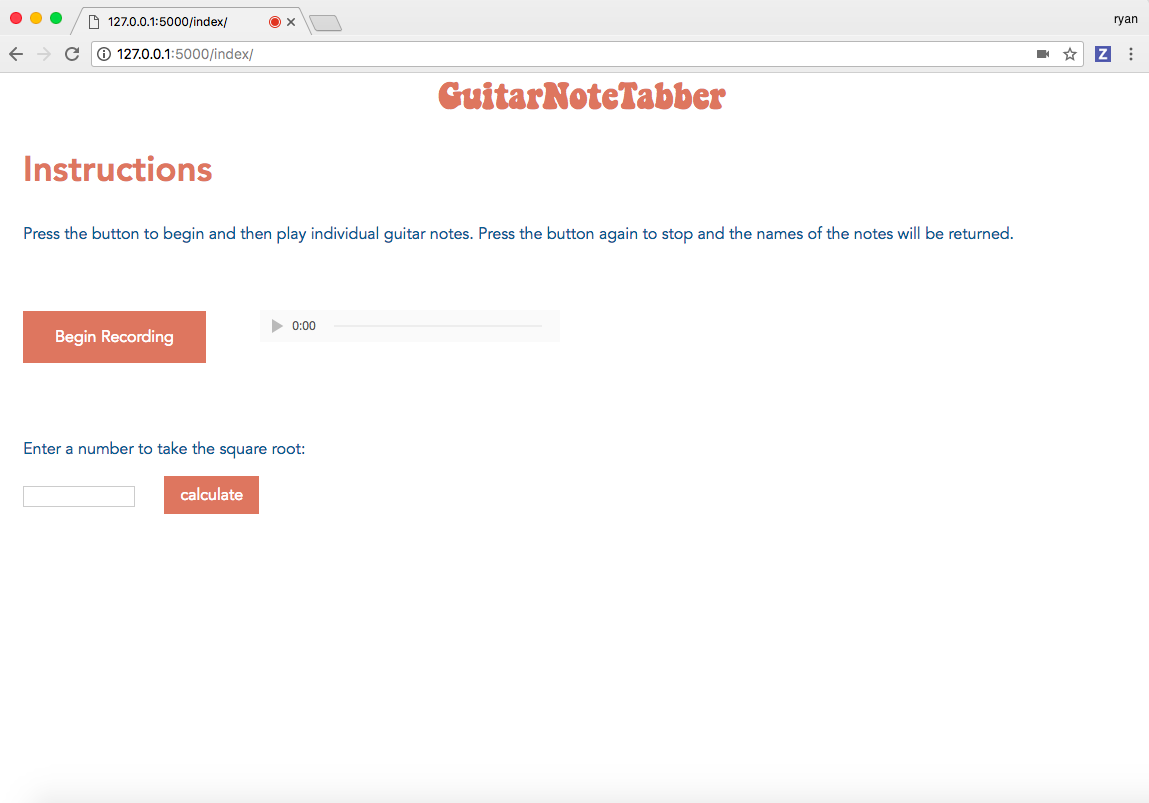 127.0.0.1:5000/index/
ryan
127.0.0.1:5000/index/
Z
GuitarNoteTabber
Instructions
Press the button to begin and then play individual guitar notes. Press the button again to stop and the names of the notes will be returned.
Begin Recording
0:00
Enter a number to take the square root:
calculate